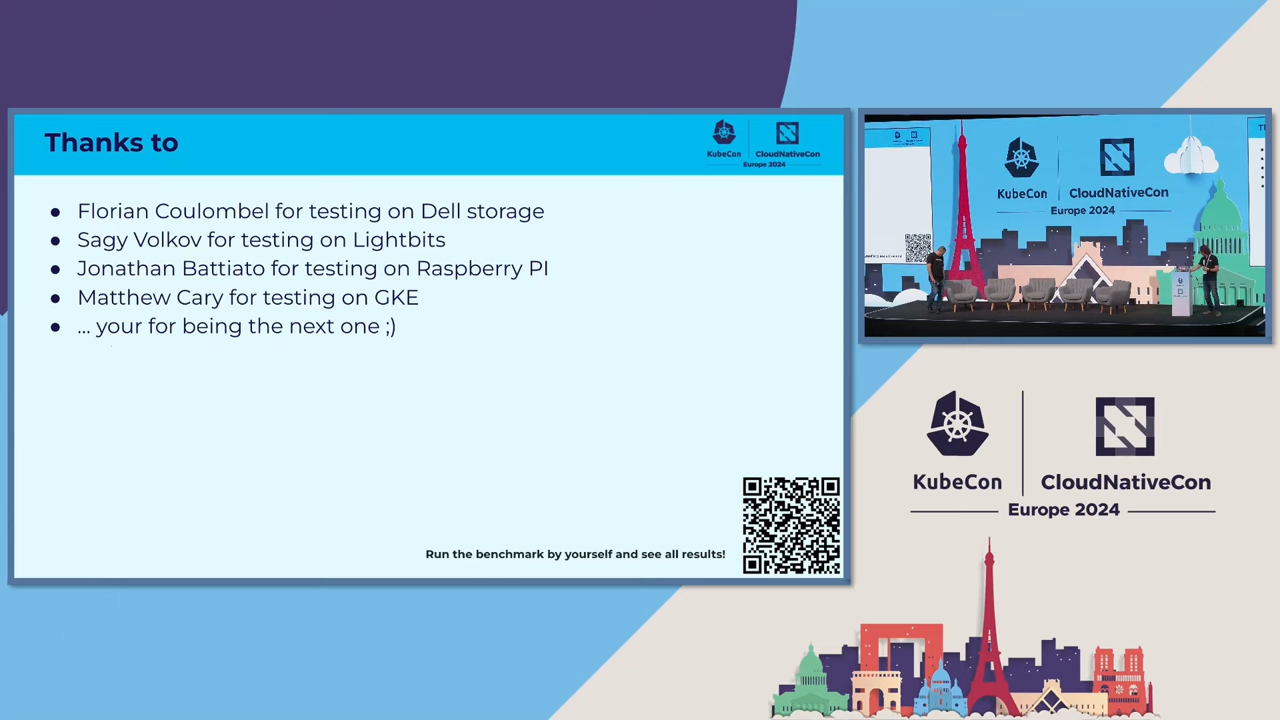 Thanks to
KubeCon
CloudNativeCon
Europe 2024
● Florian Coulombel for testing on Dell storage
● Sagy Volkov for testing on Lightbits
● Jonathan Battiato for testing on Raspberry PI
● Matthew Cary for testing on GKE
● ... your for being the next one ;)
Run the benchmark by yourself and see all results!
KubeCon
CloudNativeCon
Europe 2024
KubeCon
CloudNativeCon
Europe 2024